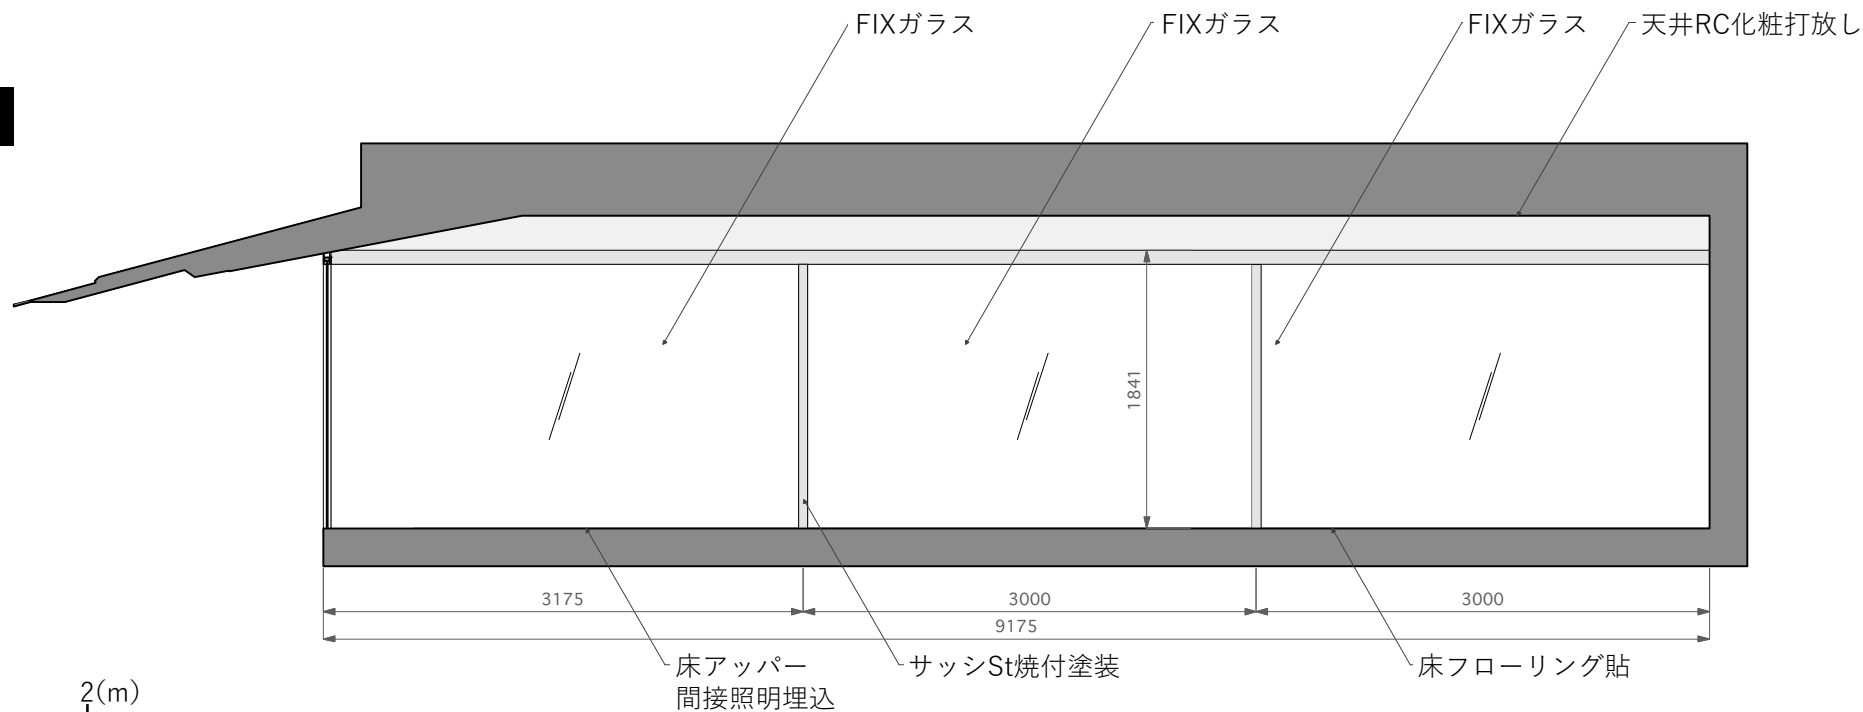 FIXガラス
FIXガラス
FIXガラス
天井RC化粧打放し
1841
3175
3000
3000
9175
床アッパー
間接照明埋込
サッシSt焼付塗装
床フローリング貼
2(m)